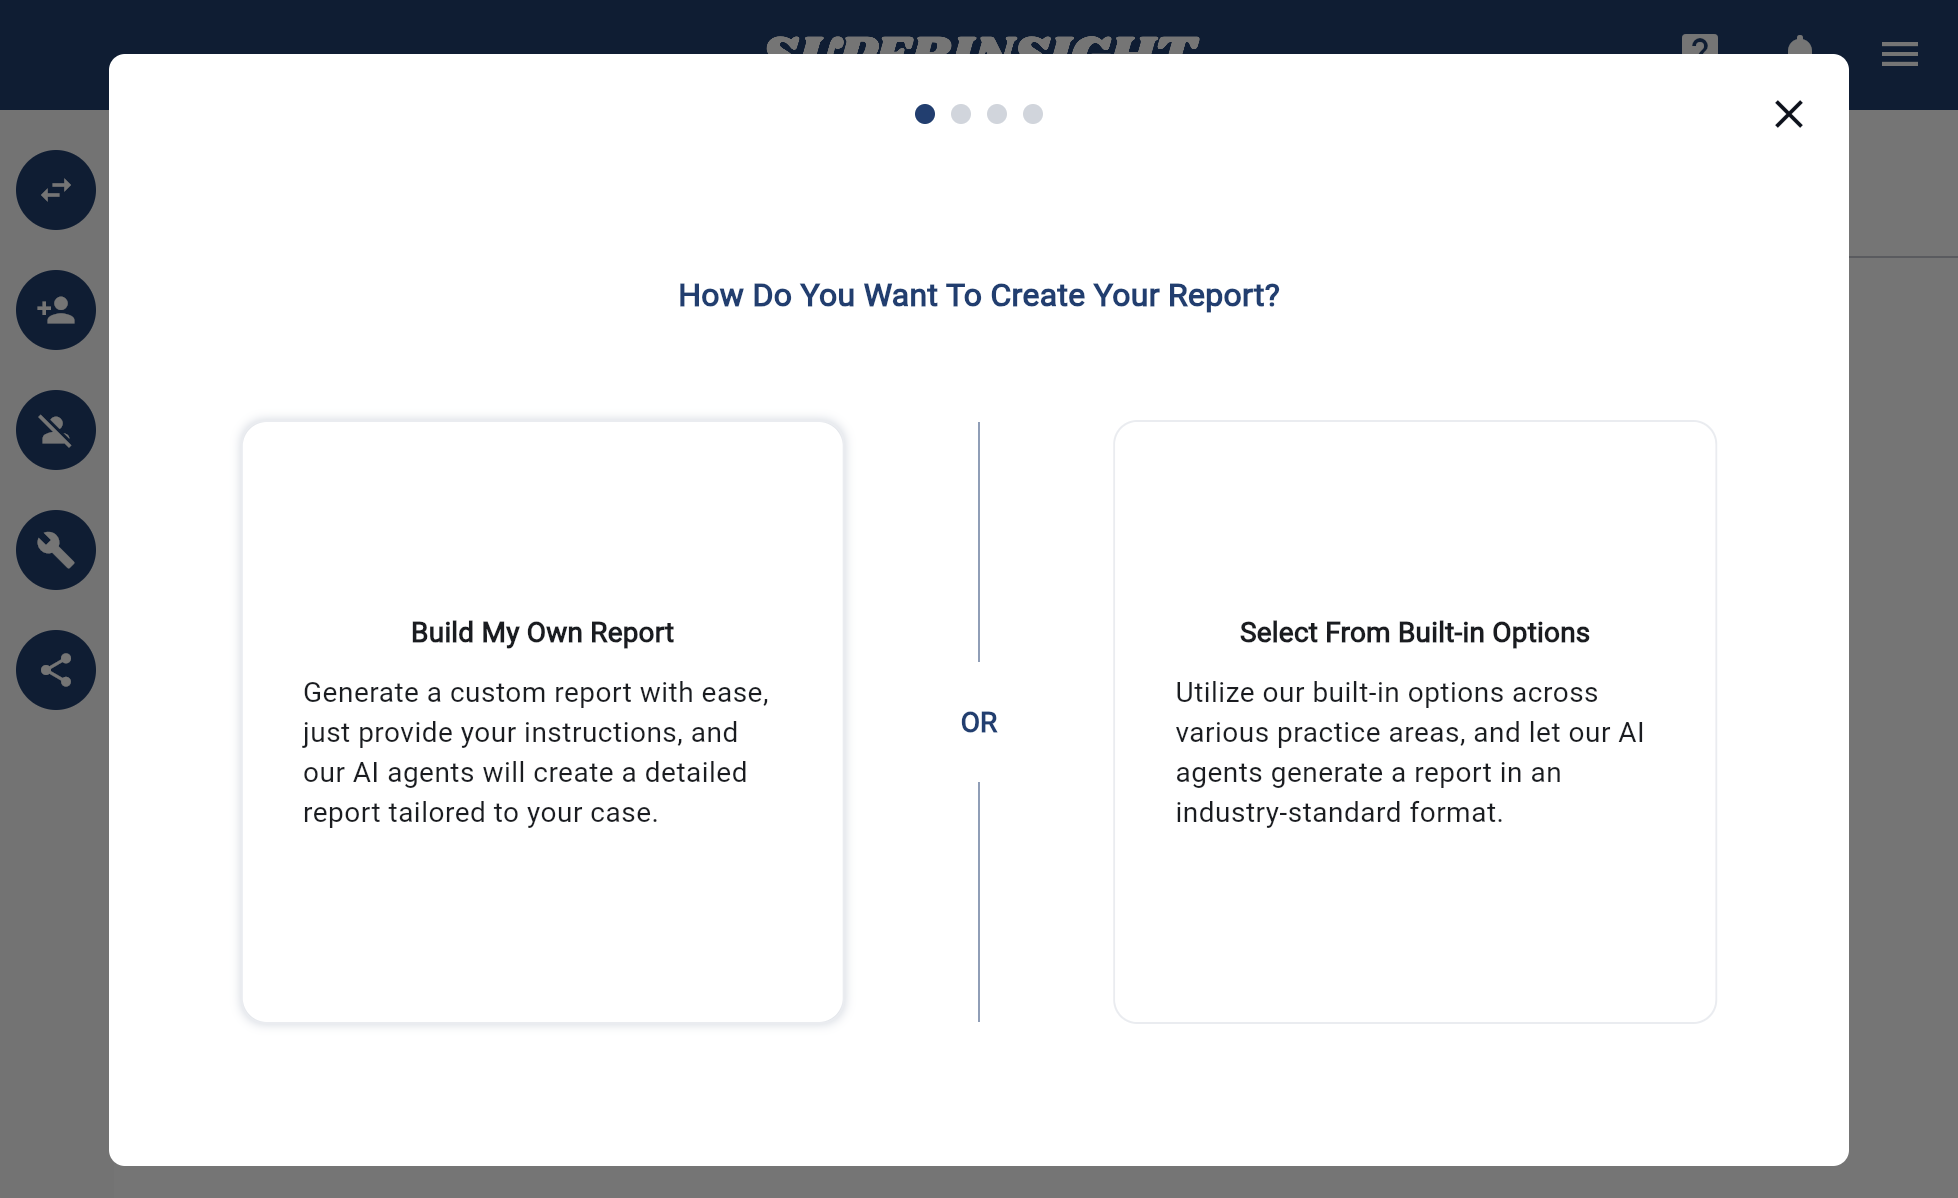 SUPERINSIGHT
How Do You Want To Create Your Report?
Build My Own Report
Generate a custom report with ease,
just provide your instructions, and
our AI agents will create a detailed
report tailored to your case.
OR
Select From Built-in Options
Utilize our built-in options across
various practice areas, and let our AI
agents generate a report in an
industry-standard format.